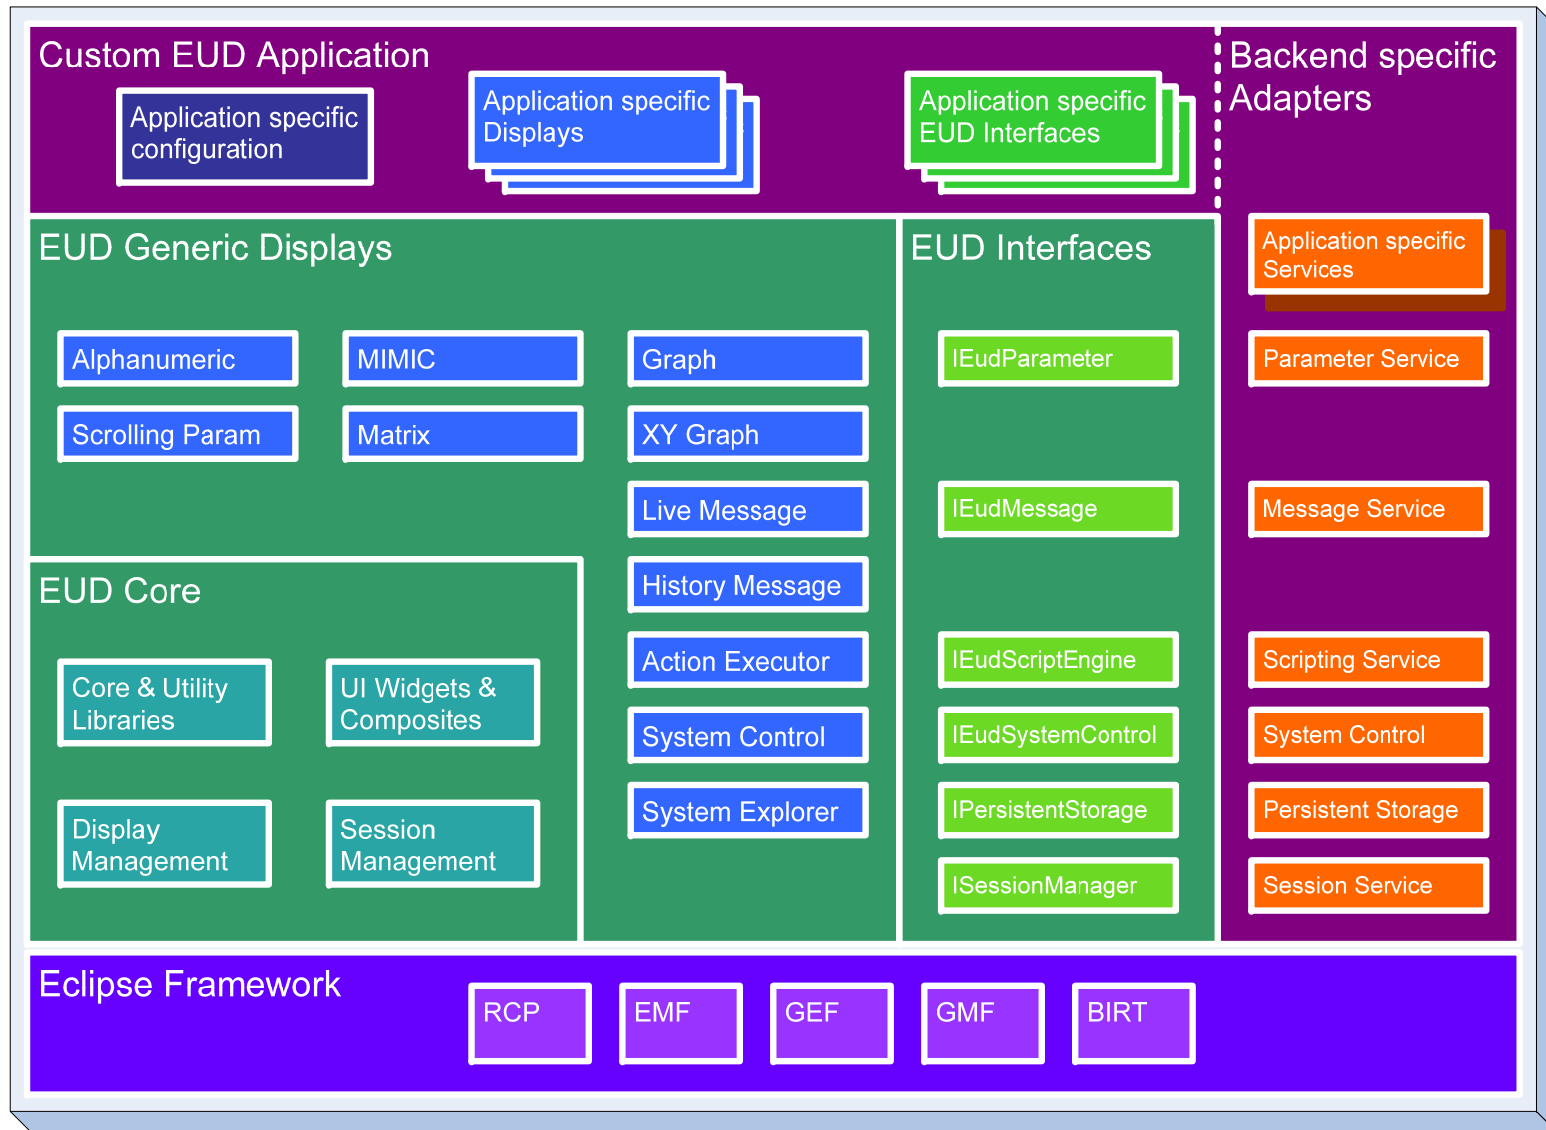 Custom EUD Application
Application specific
configuration
Application specific
Displays
Application specific
EUD Interfaces
Backend specific
Adapters
Application specific
Services
Parameter Service
Message Service
Scripting Service
System Control
Persistent Storage
Session Service
EUD Generic Displays
Alphanumeric
MIMIC
Graph
Scrolling Param
Matrix
XY Graph
Live Message
History Message
Action Executor
System Control
System Explorer
EUD Interfaces
IEudParameter
IEudMessage
IEudScriptEngine
IEudSystemControl
IPersistentStorage
ISessionManager
EUD Core
Core & Utility
Libraries
UI Widgets &
Composites
Display
Management
Session
Management
Eclipse Framework
RCP
EMF
GEF
GMF
BIRT